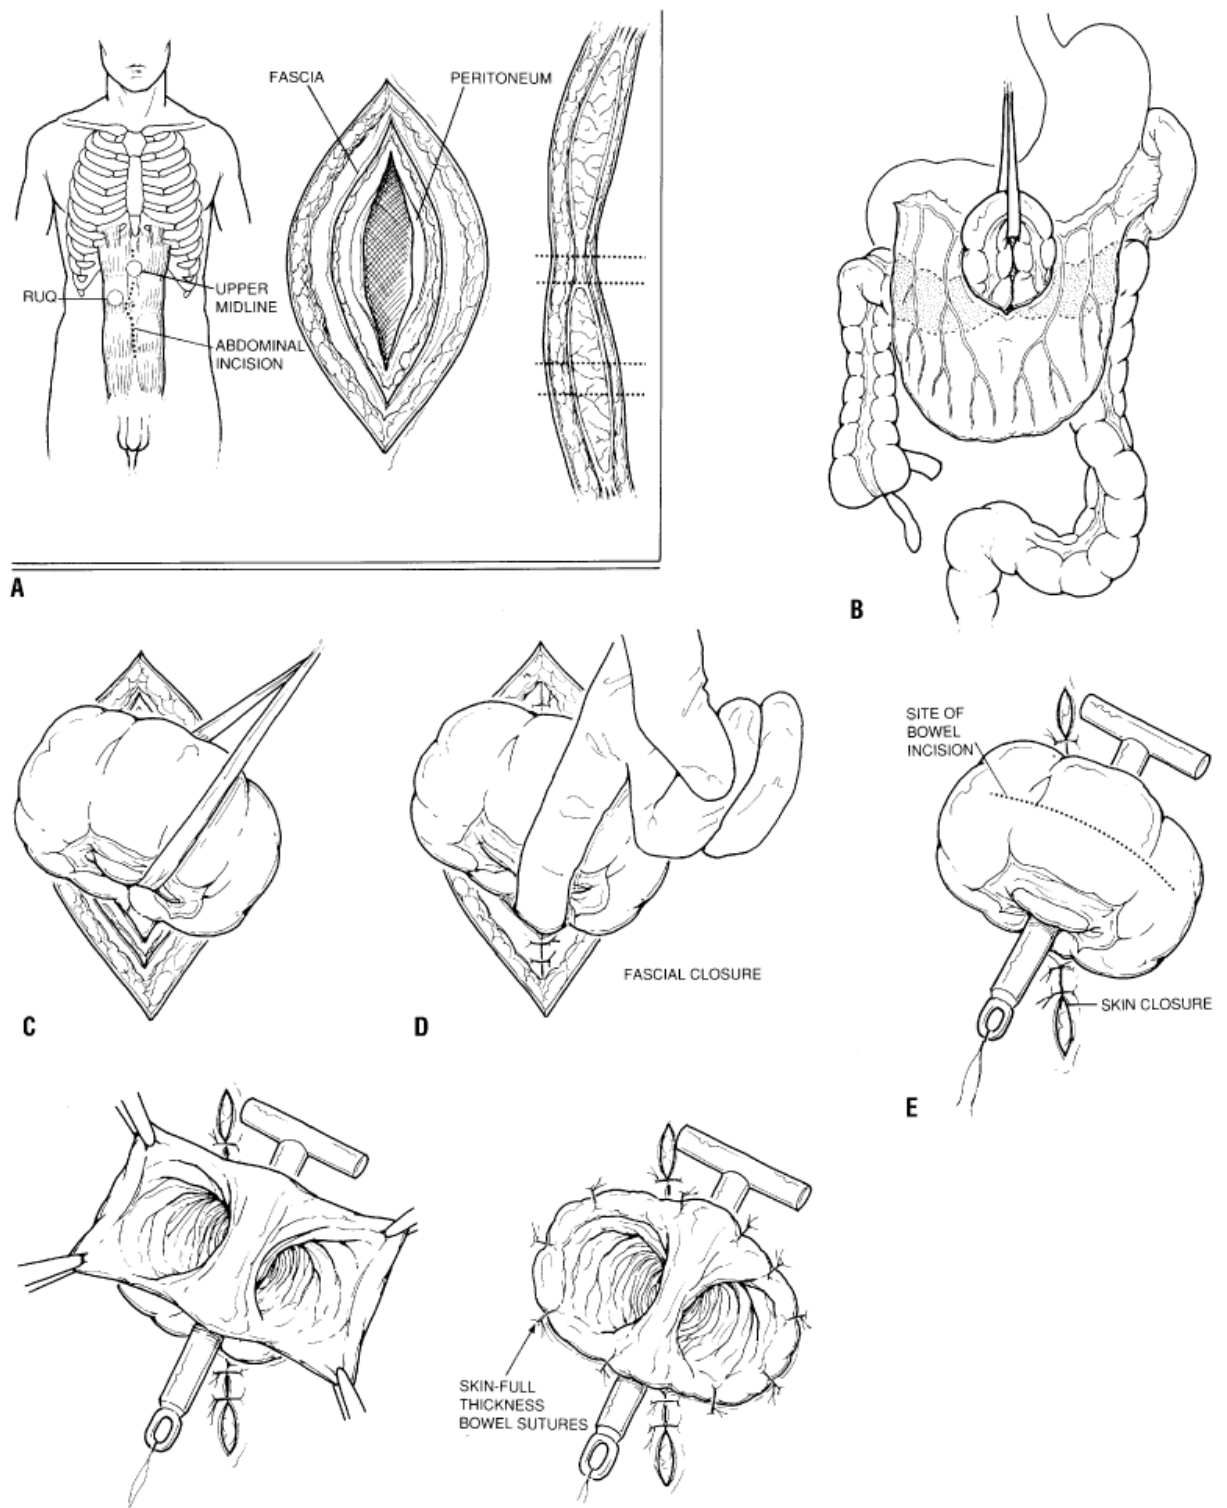 FASCIA
PERITONEUM
RUQ
UPPER
MIDLINE
ABDOMINAL
INCISION
A
B
SITE OF
BOWEL
INCISION
FASCIAL CLOSURE
SKIN CLOSURE
C
D
E
SKIN-FULL
THICKNESS
BOWEL SUTURES